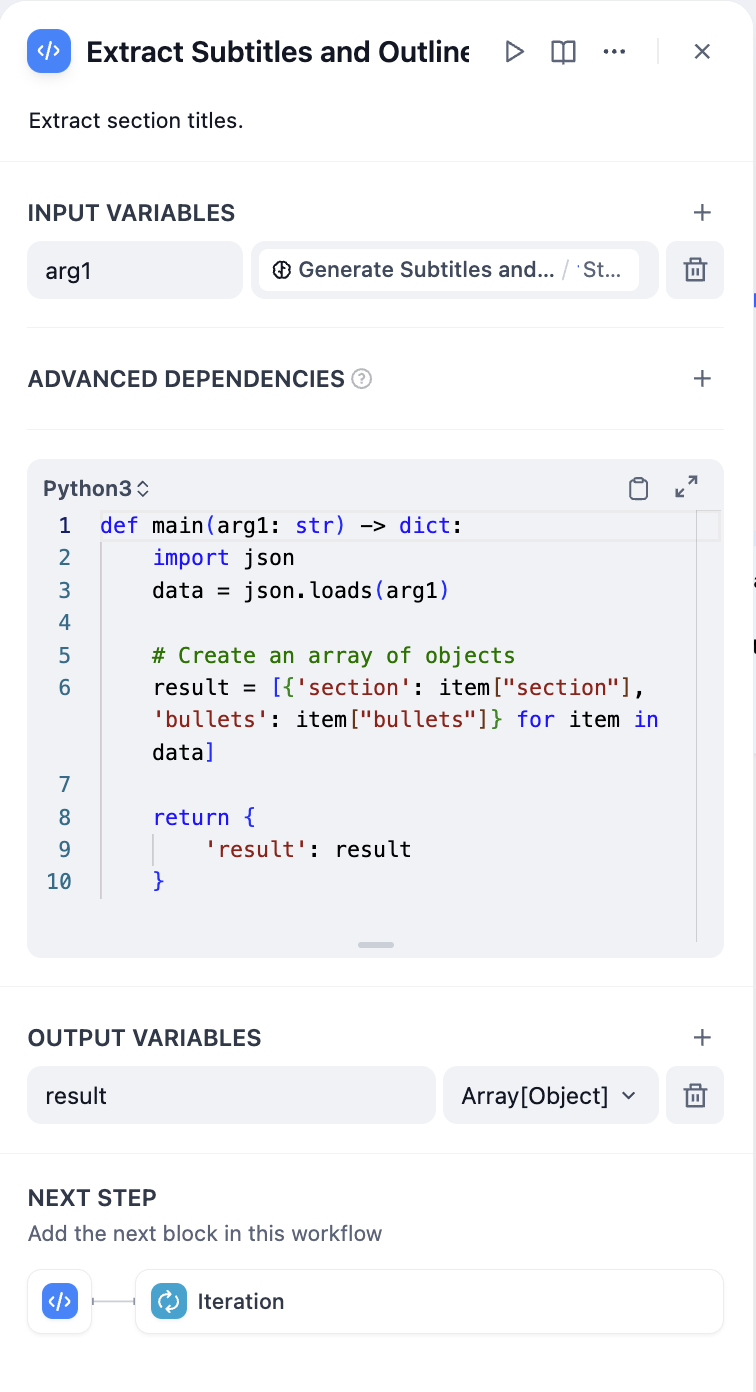 Extract Subtitles and Outline
Extract section titles.
INPUT VARIABLES
arg1
Generate Subtitles and... / St...
ADVANCED DEPENDENCIES
Python3
1 def main(arg1: str) -> dict:
2     import json
3     data = json.loads(arg1)
4
5     # Create an array of objects
6     result = [{'section': item["section"],
'bullets': item["bullets"]} for item in
data]
7
8     return {
9         'result': result
10     }
OUTPUT VARIABLES
result Array[Object]
NEXT STEP
Add the next block in this workflow
Iteration